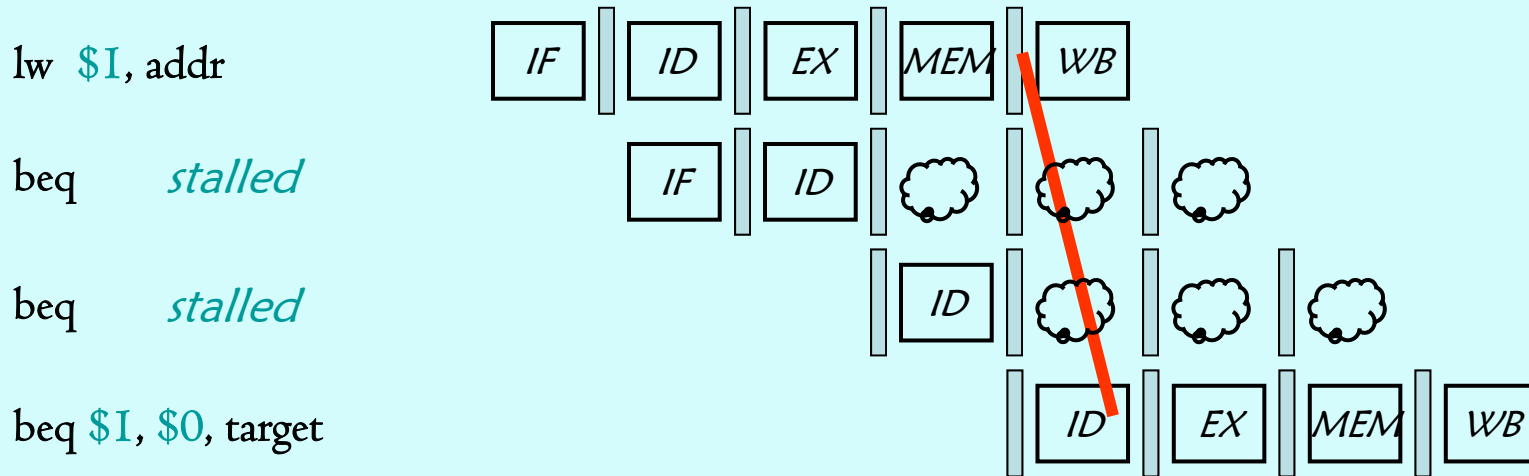 lw $1, addr IF ID EX MEM WB
beq stalled IF ID
beq stalled ID
beq $1, $0, target ID EX MEM WB